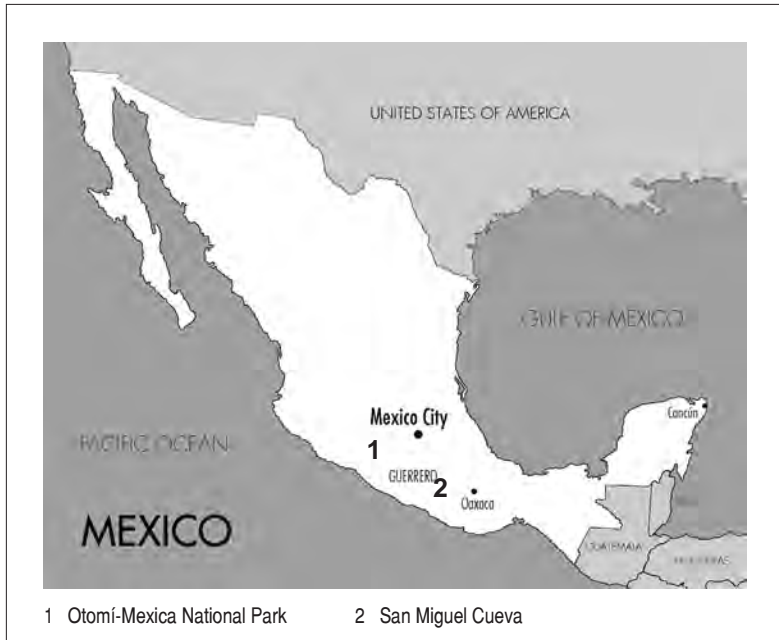 UNITED STATES OF AMERICA
GULF OF MEXICO
Cancún
Mexico City
PACIFIC OCEAN
1
GUERRERO
2
Oaxaca
MEXICO
GUATEMALA
HONDURAS
1 Otomí-Mexica National Park 2 San Miguel Cueva